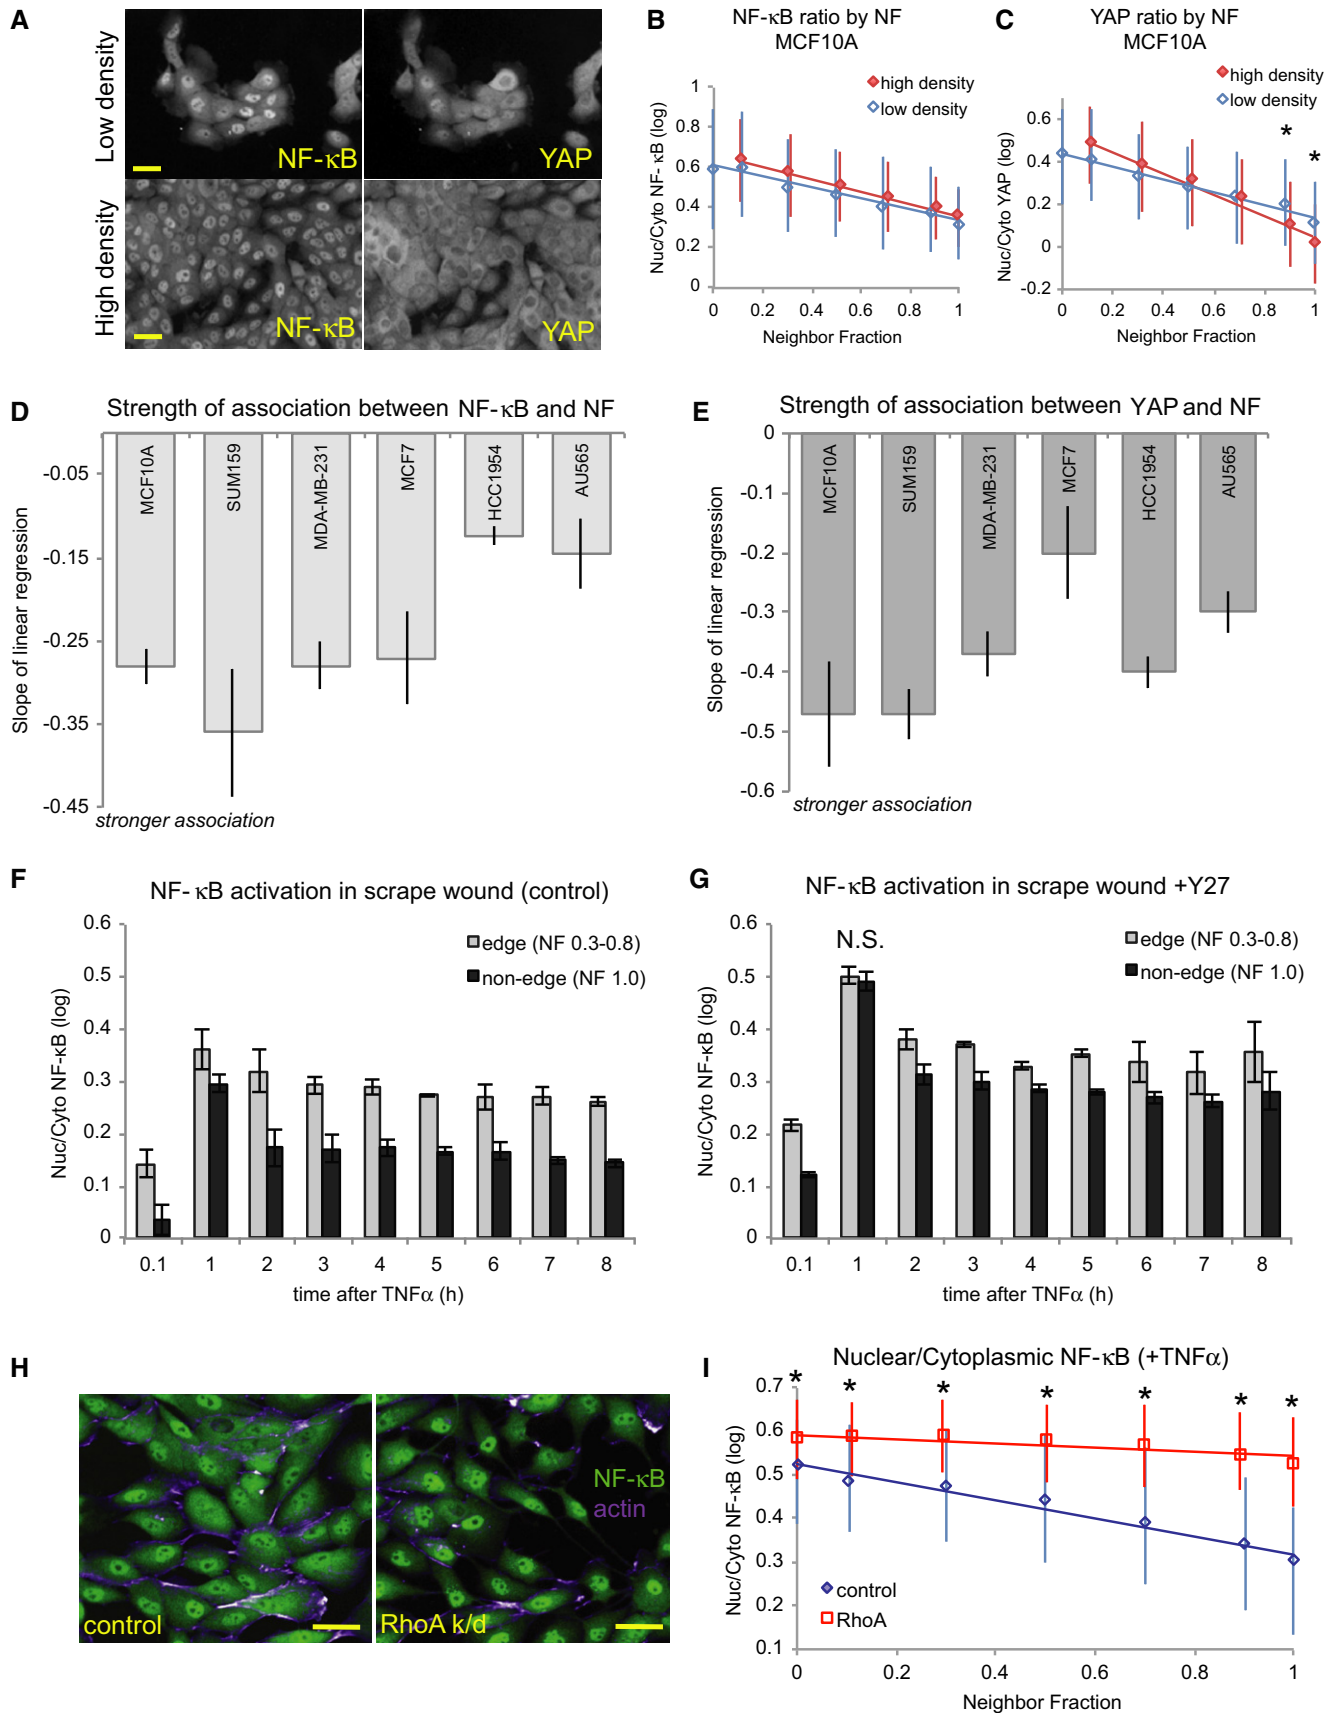 A
Low density
NF-κB
YAP
High density
NF-κB
YAP
B
NF-κB ratio by NF
MCF10A
high density
low density
Nuc/Cyto NF- κB (log)
1
0.8
0.6
0.4
0.2
0
0 0.2 0.4 0.6 0.8 1
Neighbor Fraction
C
YAP ratio by NF
MCF10A
high density
low density
Nuc/Cyto YAP (log)
0.6
0.4
0.2
0
-0.2
* *
0 0.2 0.4 0.6 0.8 1
Neighbor Fraction
D
Strength of association between NF-κB and NF
Slope of linear regression
-0.05
-0.15
-0.25
-0.35
-0.45
MCF10A
SUM159
MDA-MB-231
MCF7
HCC1954
AU565
stronger association
E
Strength of association between YAP and NF
Slope of linear regression
0
-0.1
-0.2
-0.3
-0.4
-0.5
-0.6
MCF10A
SUM159
MDA-MB-231
MCF7
HCC1954
AU565
stronger association
F
NF- κB activation in scrape wound (control)
edge (NF 0.3-0.8)
non-edge (NF 1.0)
Nuc/Cyto NF-κB (log)
0.6
0.5
0.4
0.3
0.2
0.1
0
0.1 1 2 3 4 5 6 7 8
time after TNFα (h)
G
NF-κB activation in scrape wound +Y27
N.S.
edge (NF 0.3-0.8)
non-edge (NF 1.0)
Nuc/Cyto NF-κB (log)
0.6
0.5
0.4
0.3
0.2
0.1
0
0.1 1 2 3 4 5 6 7 8
time after TNFα (h)
H
NF-κB
actin
control
RhoA k/d
I
Nuclear/Cytoplasmic NF-κB (+TNFα)
* * * * * * *
Nuc/Cyto NF-κB (log)
0.7
0.6
0.5
0.4
0.3
0.2
0.1
control
RhoA
0 0.2 0.4 0.6 0.8 1
Neighbor Fraction